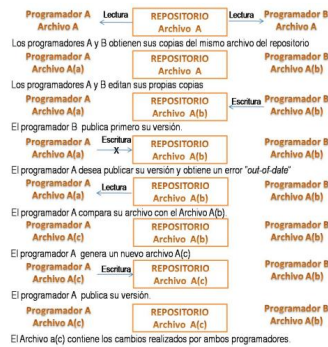 Programador A Lectura REPOSITORIO Lectura Programador B
Archivo A Archivo A Archivo A
Los programadores A y B obtienen sus copias del mismo archivo del repositorio
Programador A REPOSITORIO Programador B
Archivo A(a) Archivo A Archivo A(b)
Los programadores A y B editan sus propias copias
Programador A REPOSITORIO Escritura Programador B
Archivo A(a) Archivo A(b) Archivo A(b)
El programador B publica primero su versión.
Programador A Escritura REPOSITORIO Programador B
Archivo A(a) X Archivo A(b) Archivo A(b)
El programador A desea publicar su versión y obtiene un error "out-of-date"
Programador A Lectura REPOSITORIO Programador B
Archivo A(a) Archivo A(b) Archivo A(b)
El programador A compara su archivo con el Archivo A(b)
Programador A REPOSITORIO Programador B
Archivo A(c) Archivo A(b) Archivo A(b)
El programador A genera un nuevo archivo A(c)
Programador A Escritura REPOSITORIO Programador B
Archivo A(c) Archivo A(c) Archivo A(b)
El programador A publica su versión.
Programador A REPOSITORIO Programador B
Archivo A(c) Archivo A(c) Archivo A(b)
El Archivo a(c) contiene los cambios realizados por ambos programadores.